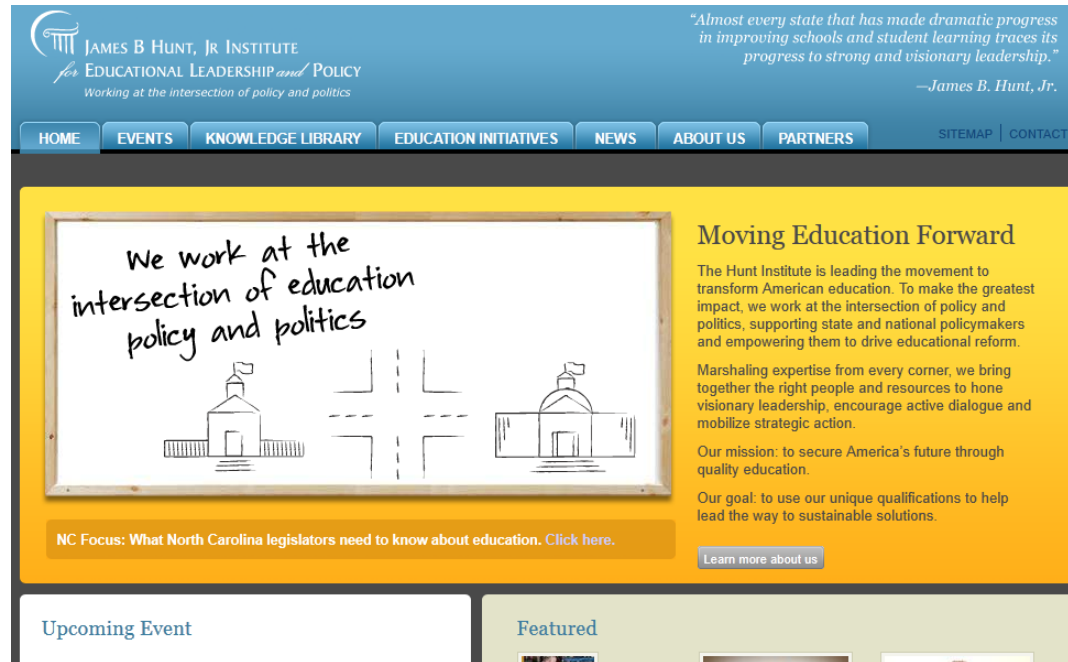 JAMES B HUNT, JR INSTITUTE
for EDUCATIONAL LEADERSHIP and POLICY
Working at the intersection of policy and politics
“Almost every state that has made dramatic progress
in improving schools and student learning traces its
progress to strong and visionary leadership.”
—James B. Hunt, Jr.
HOME EVENTS KNOWLEDGE LIBRARY EDUCATION INITIATIVES NEWS ABOUT US PARTNERS SITEMAP CONTACT
We work at the
intersection of education
policy and politics
NC Focus: What North Carolina legislators need to know about education. Click here.
Moving Education Forward
The Hunt Institute is leading the movement to
transform American education. To make the greatest
impact, we work at the intersection of policy and
politics, supporting state and national policymakers
and empowering them to drive educational reform.
Marshaling expertise from every corner, we bring
together the right people and resources to hone
visionary leadership, encourage active dialogue and
mobilize strategic action.
Our mission: to secure America’s future through
quality education.
Our goal: to use our unique qualifications to help
lead the way to sustainable solutions.
Learn more about us
Upcoming Event
Featured